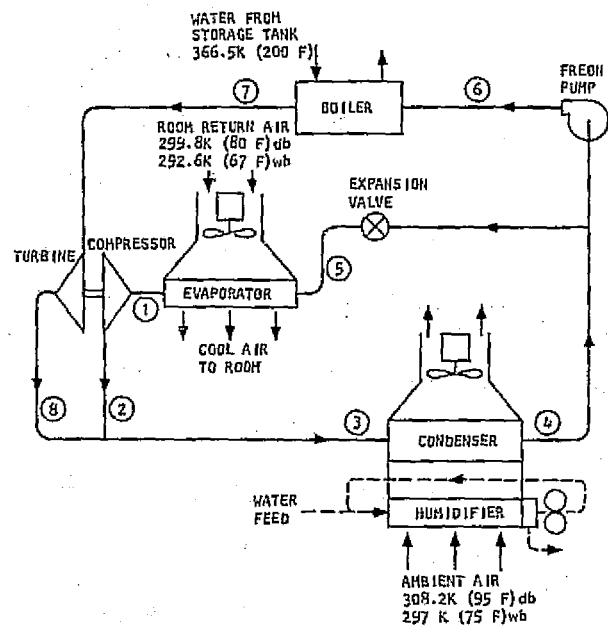 WATER FROM
STORAGE TANK
366.5K (200 F)
FREON
PUMP
7
BOILER
6
ROOM RETURN AIR
299.8K (80 F)db
292.6K (67 F)wb
EXPANSION
VALVE
TURBINE
COMPRESSOR
1
EVAPORATOR
5
COOL AIR
TO ROOM
8
2
3
CONDENSER
4
WATER
FEED
HUMIDIFIER
AMBIENT AIR
308.2K (95 F)db
297 K (75 F)wb